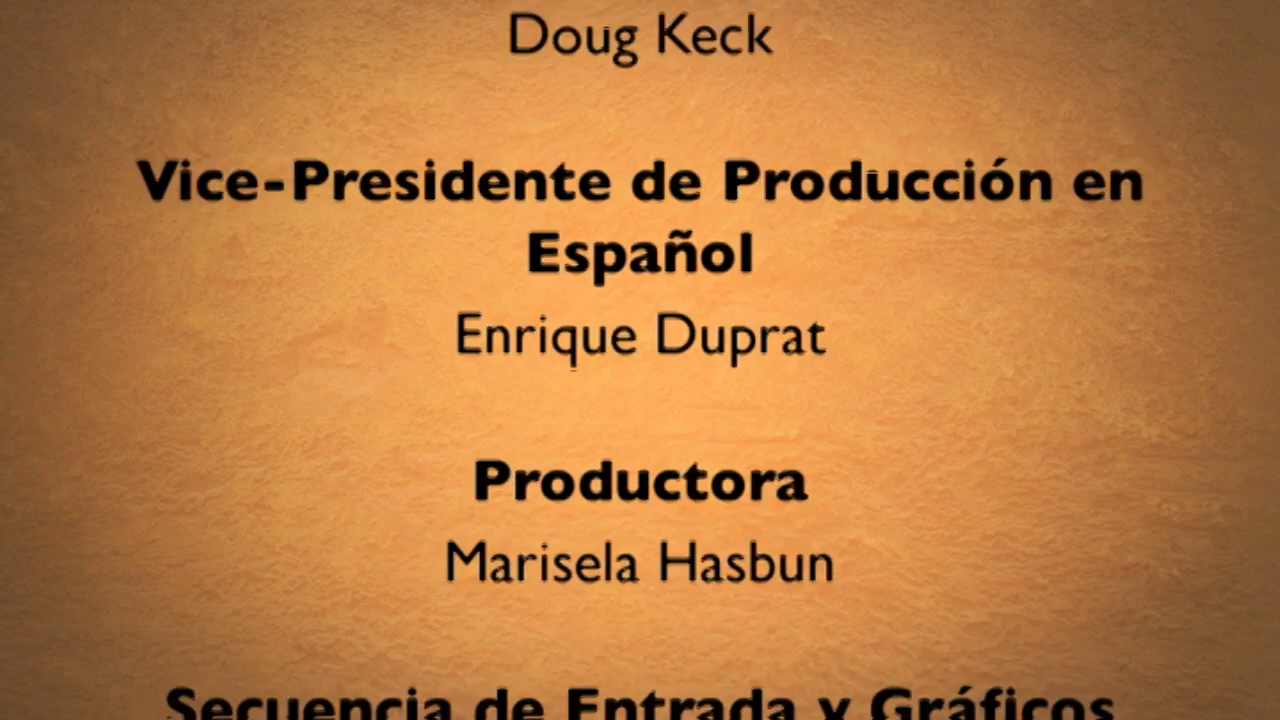 Doug Keck
Vice-Presidente de Producción en
Español
Enrique Duprat
Productora
Marisela Hasbun
Secuencia de Entrada y Gráficos